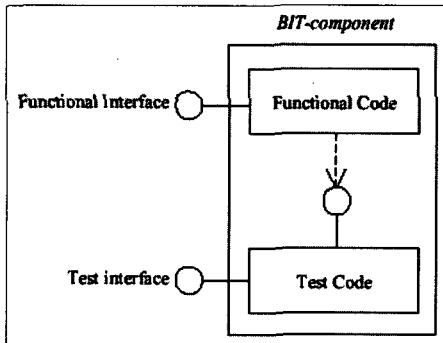 BIT-component
Functional Interface
Functional Code
Test interface
Test Code